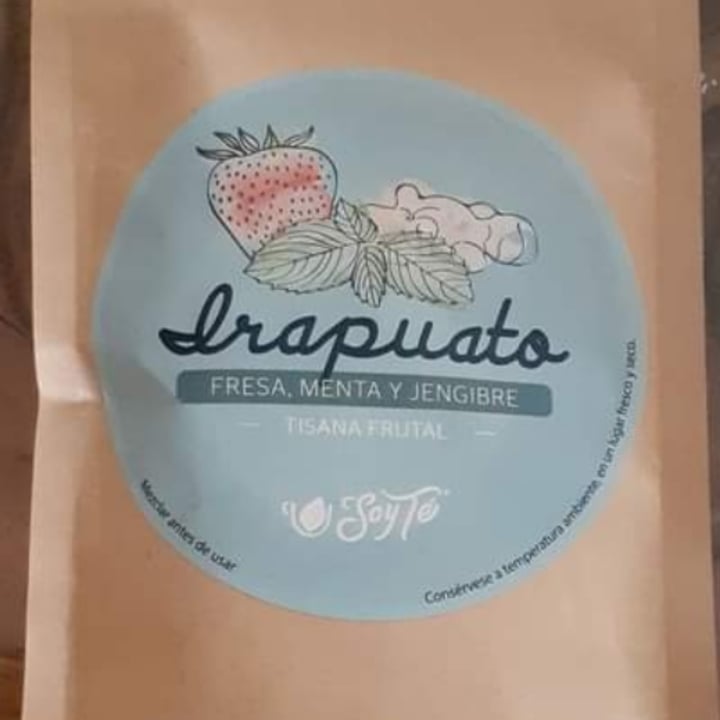 Irapuato
FRESA, MENTA Y JENGIBRE
TISANA FRUTAL
SoyTé
Mezclar antes de usar
Consérvese a temperatura ambiente, en un lugar fresco y seco.